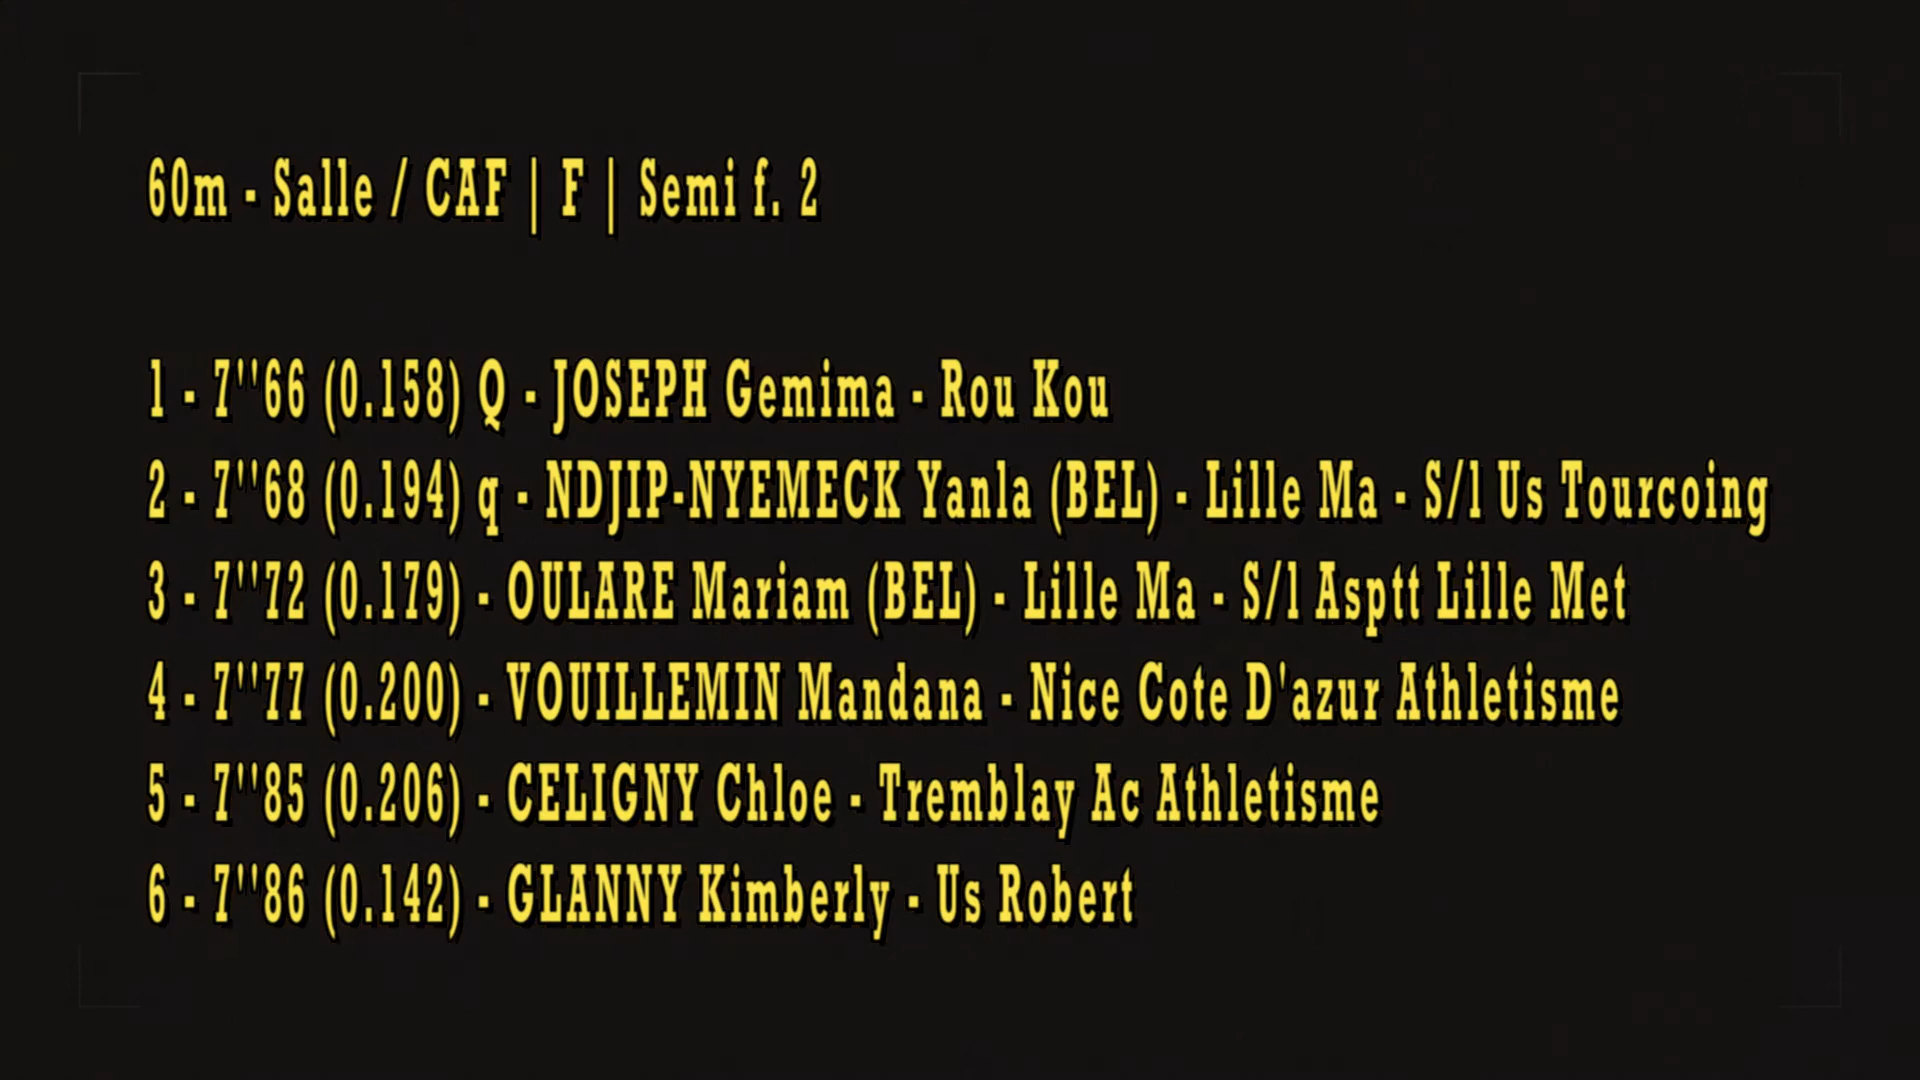 60m - Salle / CAF | F | Semi f. 2
1 - 7''66 (0.158) Q - JOSEPH Gemima - Rou Kou
2 - 7''68 (0.194) q - NDJIP-NYEMECK Yanla (BEL) - Lille Ma - S/l Us Tourcoing
3 - 7''72 (0.179) - OULARE Mariam (BEL) - Lille Ma - S/l Asptt Lille Met
4 - 7''77 (0.200) - VOUILLEMIN Mandana - Nice Cote D'azur Athletisme
5 - 7''85 (0.206) - CELIGNY Chloe - Tremblay Ac Athletisme
6 - 7''86 (0.142) - GLANNY Kimberly - Us Robert